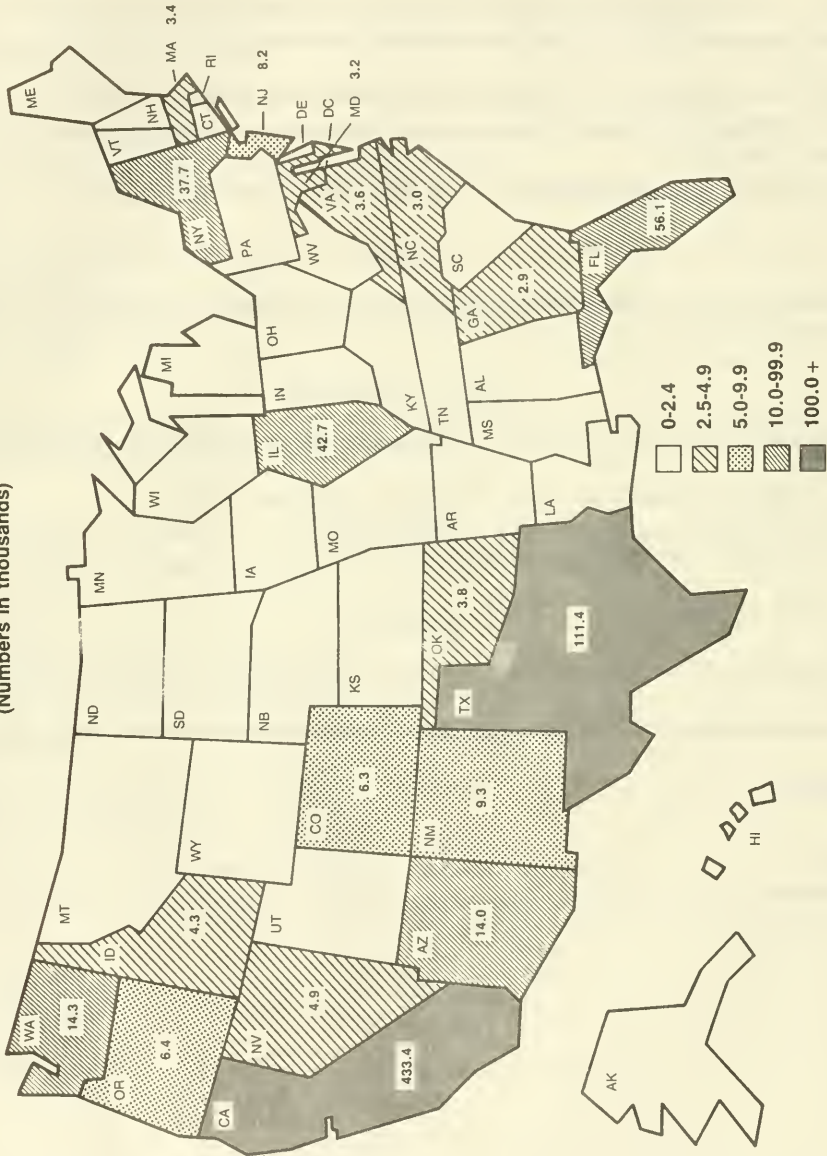 (Numbers in thousands)
WA
14.3
MT
ND
MN
ME
VT
NH
MA 3.4
RI
CT
OR
6.4
ID
4.3
WY
SD
WI
MI
NY
37.7
NJ 8.2
PA
DE
DC
MD 3.2
NV
4.9
UT
CO
6.3
NB
IA
IL
42.7
IN
OH
WV
VA
3.6
CA
433.4
AZ
14.0
NM
9.3
KS
MO
KY
NC
3.0
TN
OK
3.8
AR
SC
GA
2.9
AL
MS
TX
111.4
LA
FL
56.1
AK
HI
0-2.4
2.5-4.9
5.0-9.9
10.0-99.9
100.0 +